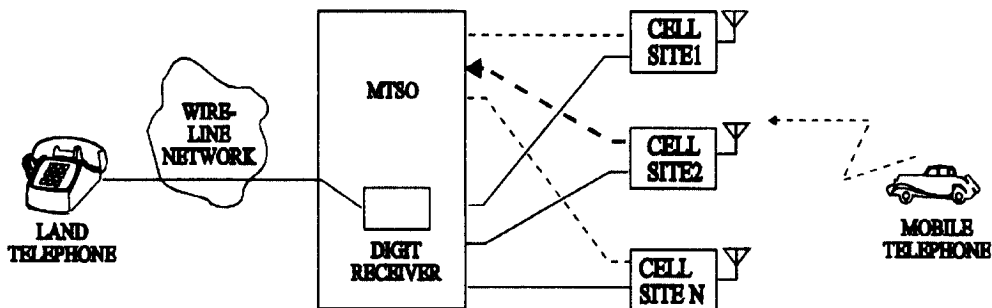 LAND
TELEPHONE
WIRE-
LINE
NETWORK
MTSO
DIGIT
RECEIVER
CELL
SITE1
CELL
SITE2
CELL
SITE N
MOBILE
TELEPHONE